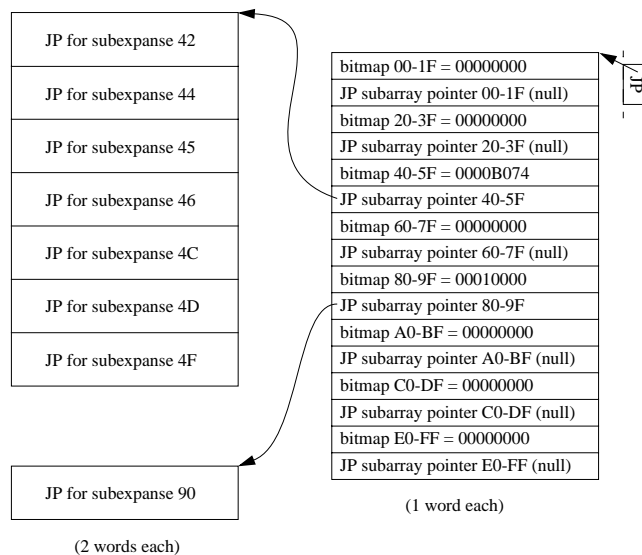 JP for subexpanse 42
JP for subexpanse 44
JP for subexpanse 45
JP for subexpanse 46
JP for subexpanse 4C
JP for subexpanse 4D
JP for subexpanse 4F
JP for subexpanse 90
(2 words each)
bitmap 00-1F = 00000000
JP subarray pointer 00-1F (null)
bitmap 20-3F = 00000000
JP subarray pointer 20-3F (null)
bitmap 40-5F = 0000B074
JP subarray pointer 40-5F
bitmap 60-7F = 00000000
JP subarray pointer 60-7F (null)
bitmap 80-9F = 00010000
JP subarray pointer 80-9F
bitmap A0-BF = 00000000
JP subarray pointer A0-BF (null)
bitmap C0-DF = 00000000
JP subarray pointer C0-DF (null)
bitmap E0-FF = 00000000
JP subarray pointer E0-FF (null)
(1 word each)
JP